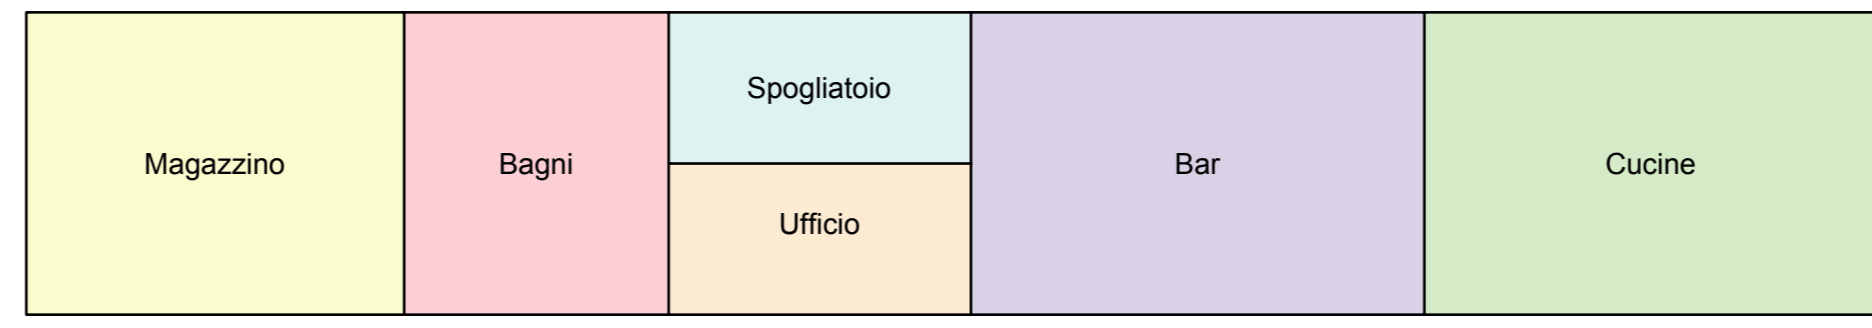 Magazzino
Bagni
Spogliatoio
Ufficio
Bar
Cucine